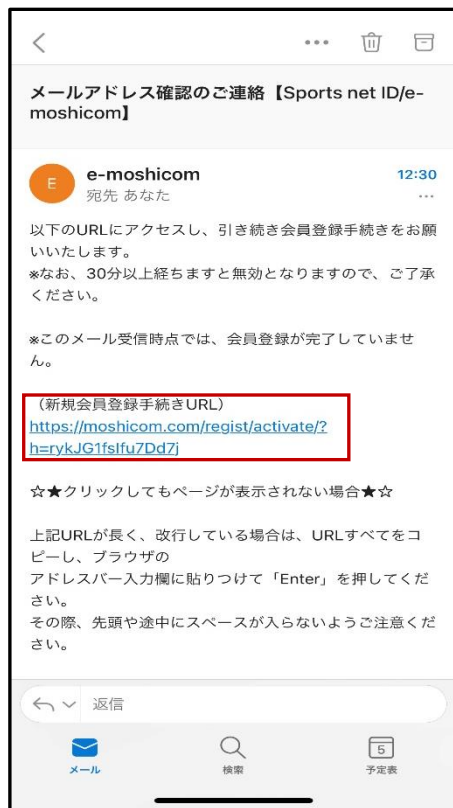 メールアドレス確認のご連絡【Sports net ID/e-
moshicom】
E
e-moshicom
12:30
宛先 あなた
以下のURLにアクセスし、引き続き会員登録手続きをお願
いいたします。
※なお、30分以上経ちますと無効となりますので、ご了承
ください。
※このメール受信時点では、会員登録が完了していませ
ん。
（新規会員登録手続きURL）
https://moshicom.com/regist/activate/?
h=rykJG1fsIfu7Dd7j
☆★クリックしてもページが表示されない場合★☆
上記URLが長く、改行している場合は、URLすべてをコ
ピーし、ブラウザの
アドレスバー入力欄に貼りつけて「Enter」を押してくだ
さい。
その際、先頭や途中にスペースが入らないようご注意くだ
さい。
返信
5
メール
検索
予定表